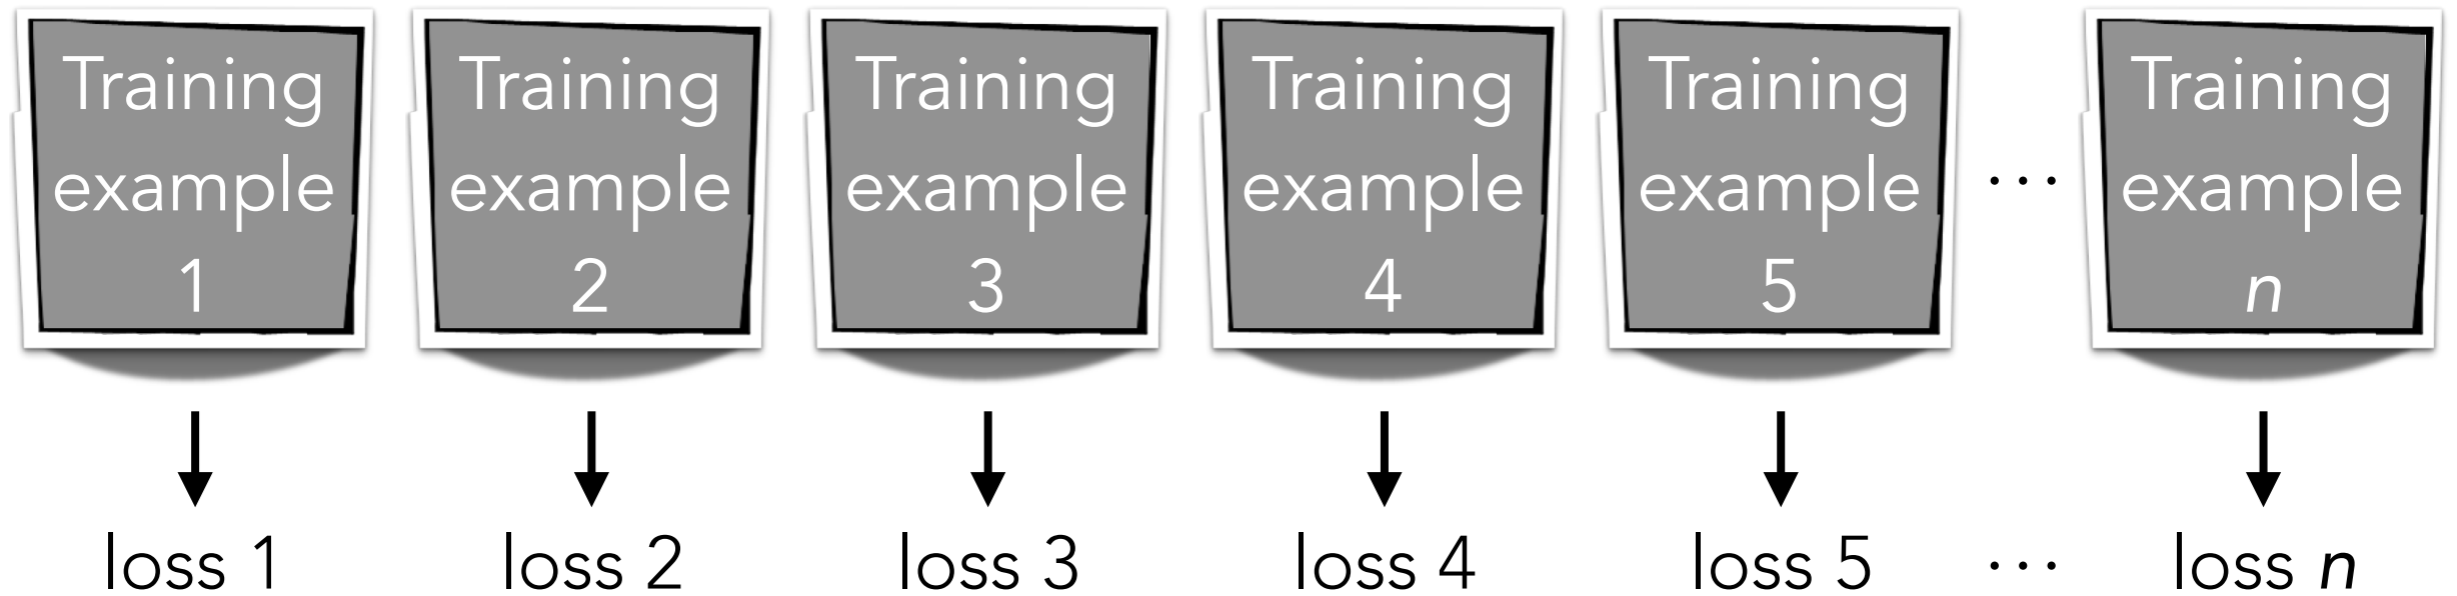 Training
example
1
Training
example
2
Training
example
3
Training
example
4
Training
example
5
...
Training
example
n
loss 1
loss 2
loss 3
loss 4
loss 5
...
loss n